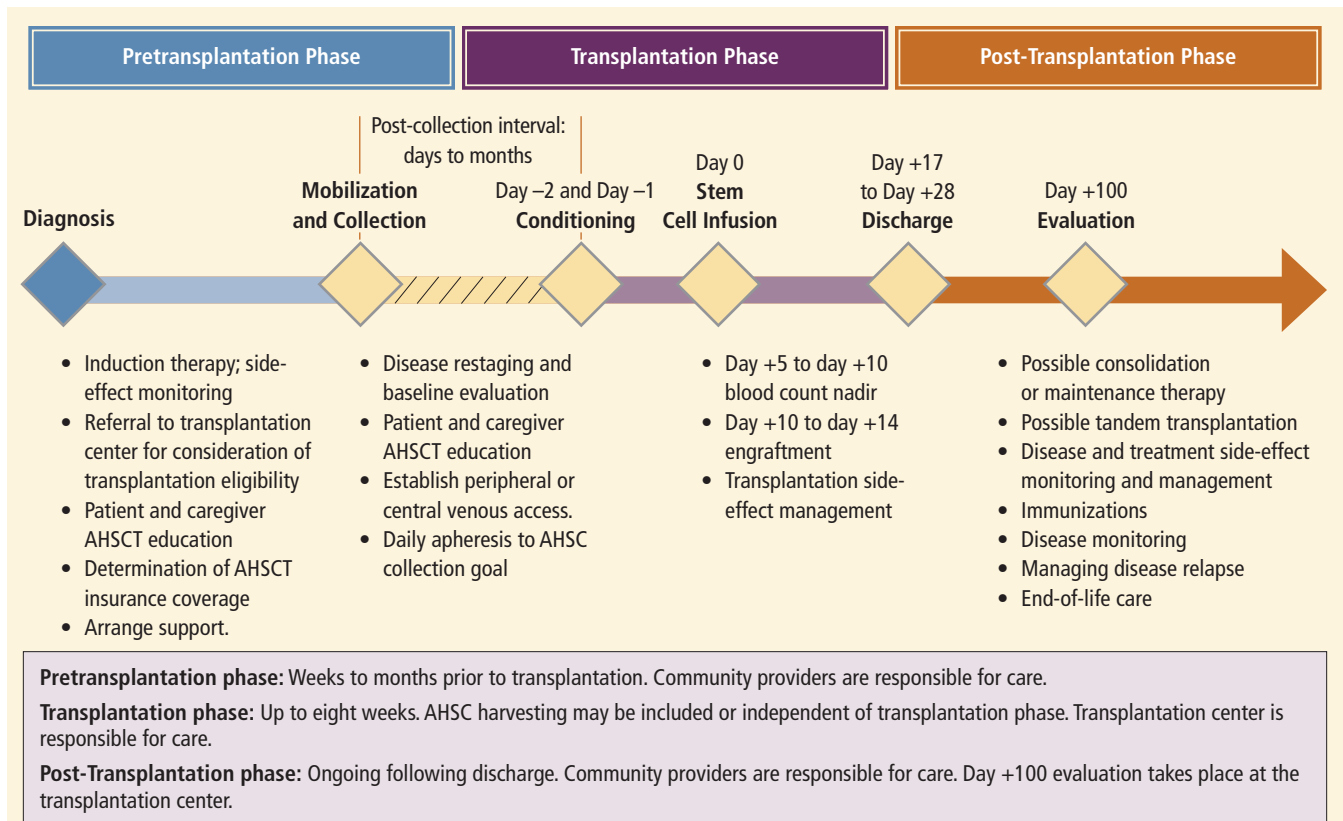 Pretransplantation Phase
Transplantation Phase
Post-Transplantation Phase
Post-collection interval:
days to months
Diagnosis
Mobilization
and Collection
Day –2 and Day –1
Conditioning
Day 0
Stem
Cell Infusion
Day +17
to Day +28
Discharge
Day +100
Evaluation
• Induction therapy; side-
effect monitoring
• Referral to transplantation
center for consideration of
transplantation eligibility
• Patient and caregiver
AHSCT education
• Determination of AHSCT
insurance coverage
• Arrange support.
• Disease restaging and
baseline evaluation
• Patient and caregiver
AHSCT education
• Establish peripheral or
central venous access.
• Daily apheresis to AHSC
collection goal
• Day +5 to day +10
blood count nadir
• Day +10 to day +14
engraftment
• Transplantation side-
effect management
• Possible consolidation
or maintenance therapy
• Possible tandem transplantation
• Disease and treatment side-effect
monitoring and management
• Immunizations
• Disease monitoring
• Managing disease relapse
• End-of-life care
Pretransplantation phase: Weeks to months prior to transplantation. Community providers are responsible for care.
Transplantation phase: Up to eight weeks. AHSC harvesting may be included or independent of transplantation phase. Transplantation center is
responsible for care.
Post-Transplantation phase: Ongoing following discharge. Community providers are responsible for care. Day +100 evaluation takes place at the
transplantation center.